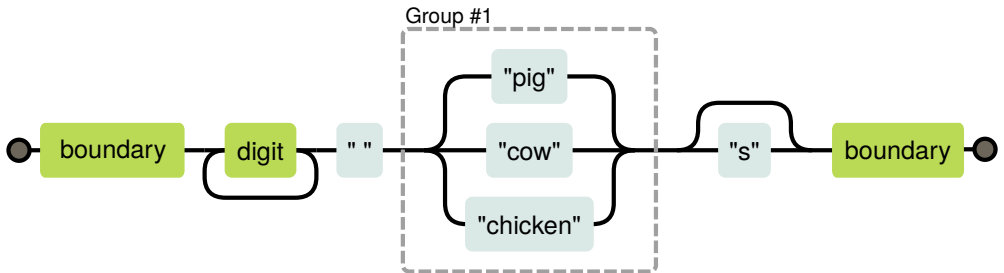 Group #1
boundary
digit
" "
"pig"
"cow"
"chicken"
"s"
boundary